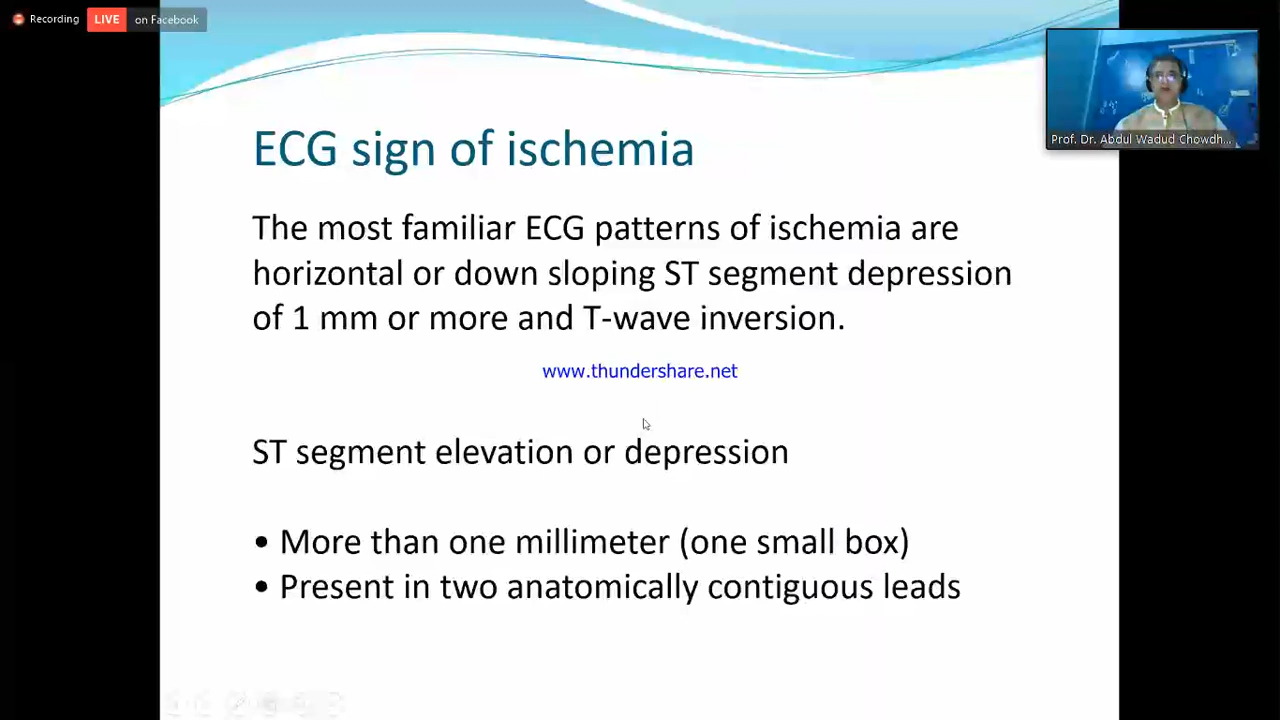 Recording LIVE on Facebook
Prof. Dr. Abdul Wadud Chowdh...
ECG sign of ischemia
The most familiar ECG patterns of ischemia are
horizontal or down sloping ST segment depression
of 1 mm or more and T-wave inversion.
www.thundershare.net
ST segment elevation or depression
• More than one millimeter (one small box)
• Present in two anatomically contiguous leads